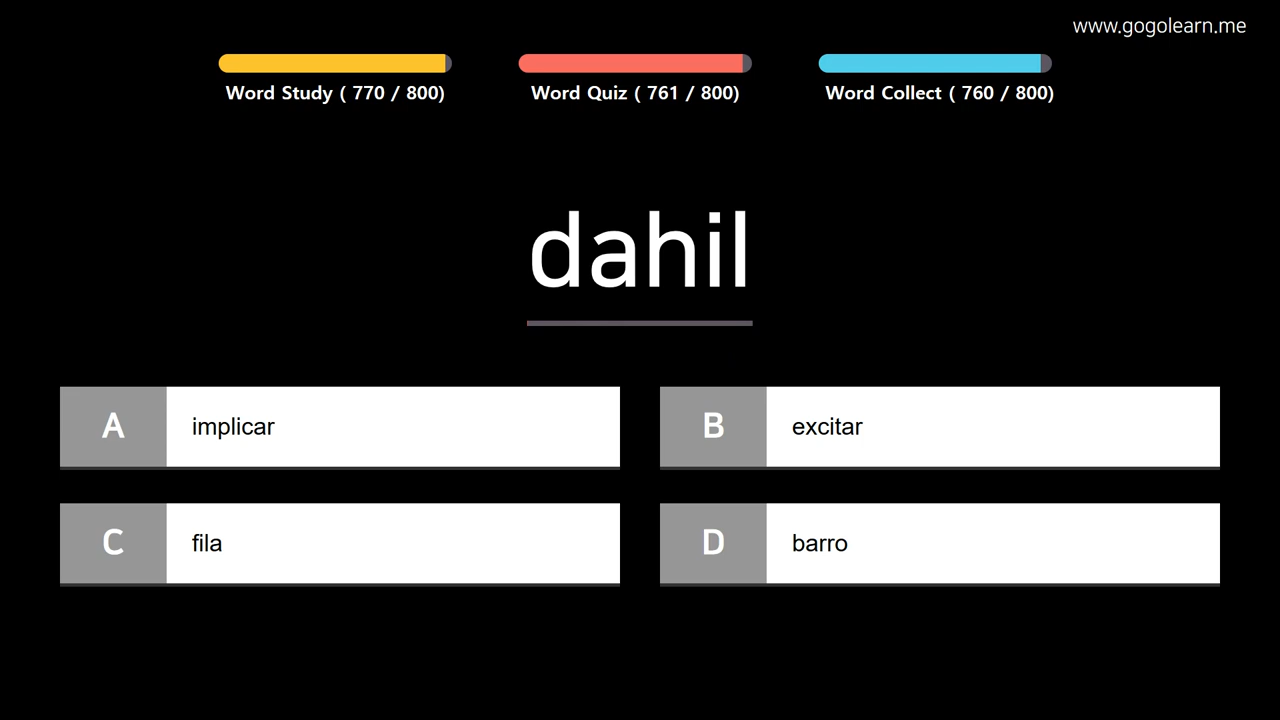 www.gogolearn.me
Word Study ( 770 / 800)
Word Quiz ( 761 / 800)
Word Collect ( 760 / 800)
dahil
A implicar
B excitar
C fila
D barro